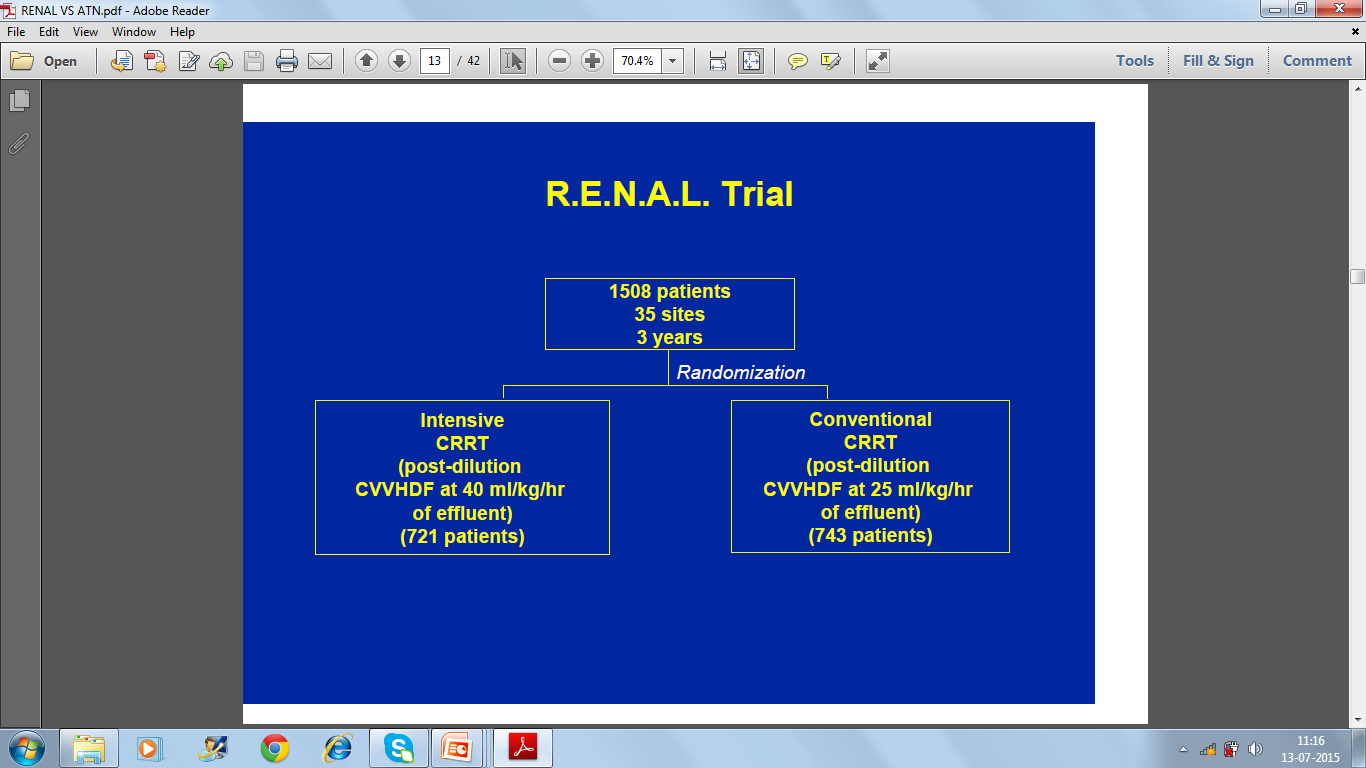 RENAL VS ATN.pdf - Adobe Reader
File Edit View Window Help
Open 13 / 42 70.4% Tools Fill & Sign Comment
R.E.N.A.L. Trial
1508 patients
35 sites
3 years
Randomization
Intensive
CRRT
(post-dilution
CVVHDF at 40 ml/kg/hr
of effluent)
(721 patients)
Conventional
CRRT
(post-dilution
CVVHDF at 25 ml/kg/hr
of effluent)
(743 patients)
11:16
13-07-2015